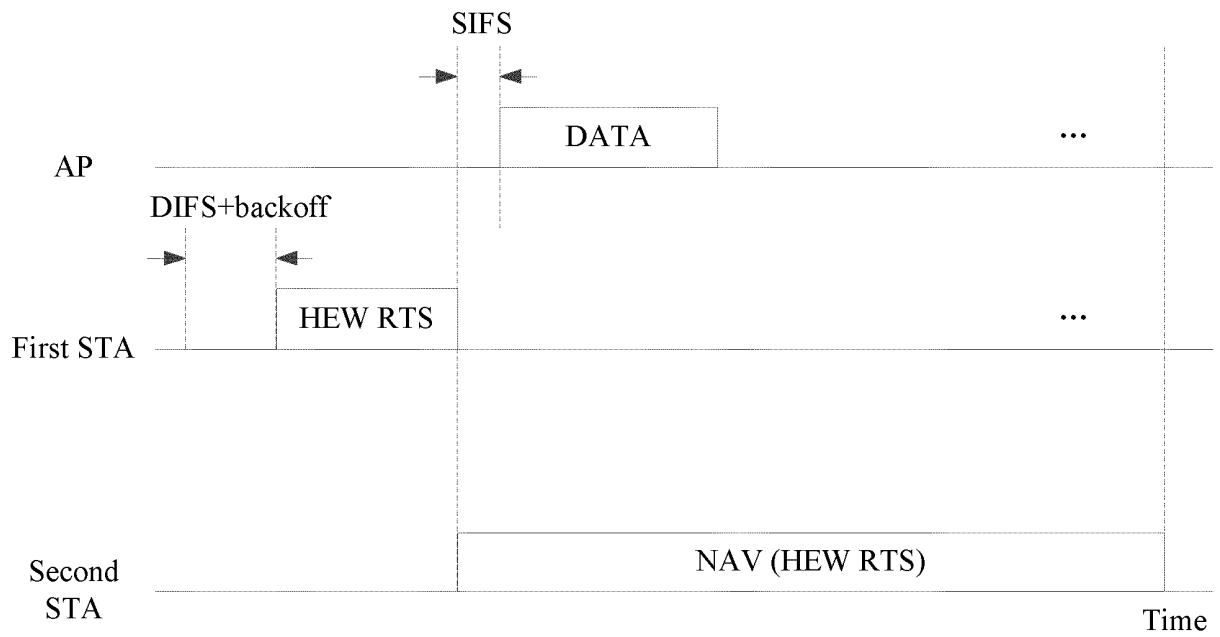 SIFS
DATA
...
AP
DIFS+backoff
HEW RTS
...
First STA
NAV (HEW RTS)
Second
STA
Time